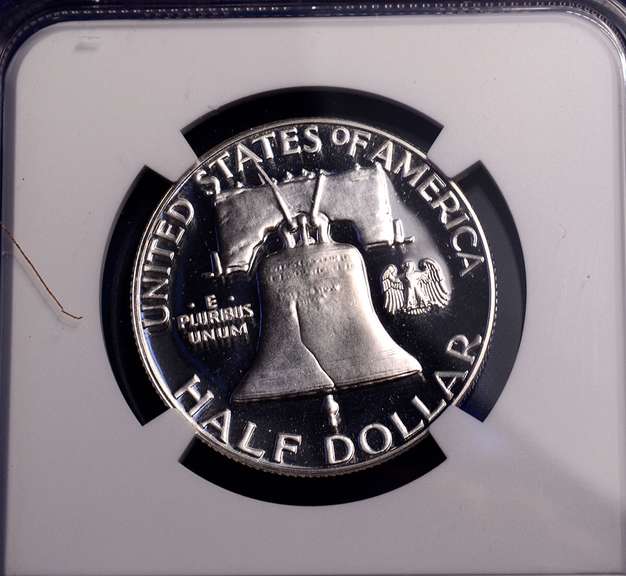 UNITED STATES OF AMERICA
· E ·
PLURIBUS
UNUM
HALF DOLLAR